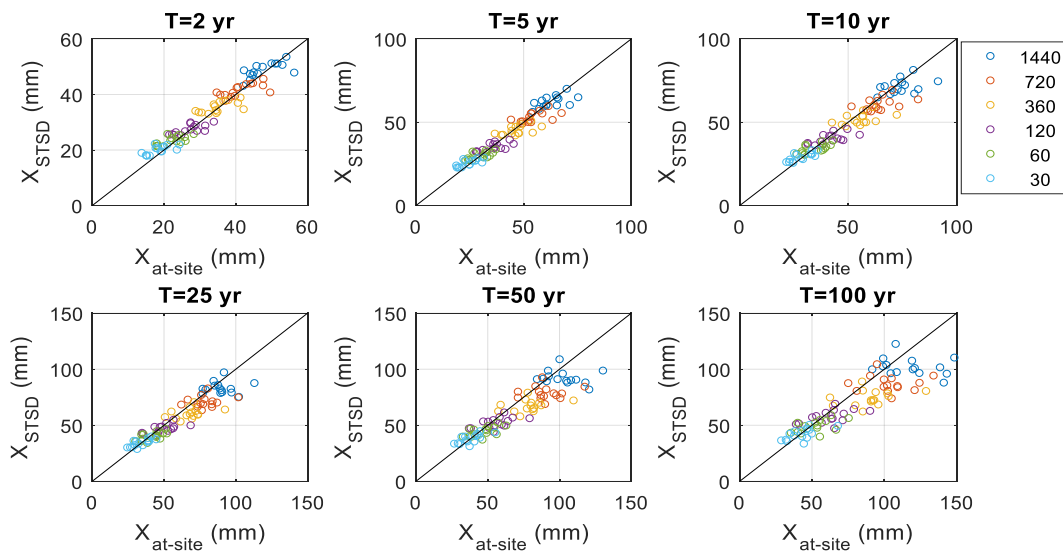 T=2 yr
T=5 yr
T=10 yr
60
40
20
0
X_STSD (mm)
0 20 40 60
X_at-site (mm)
100
50
0
X_STSD (mm)
0 50 100
X_at-site (mm)
100
50
0
X_STSD (mm)
0 50 100
X_at-site (mm)
1440
720
360
120
60
30
T=25 yr
T=50 yr
T=100 yr
150
100
50
0
X_STSD (mm)
0 50 100 150
X_at-site (mm)
150
100
50
0
X_STSD (mm)
0 50 100 150
X_at-site (mm)
150
100
50
0
X_STSD (mm)
0 50 100 150
X_at-site (mm)